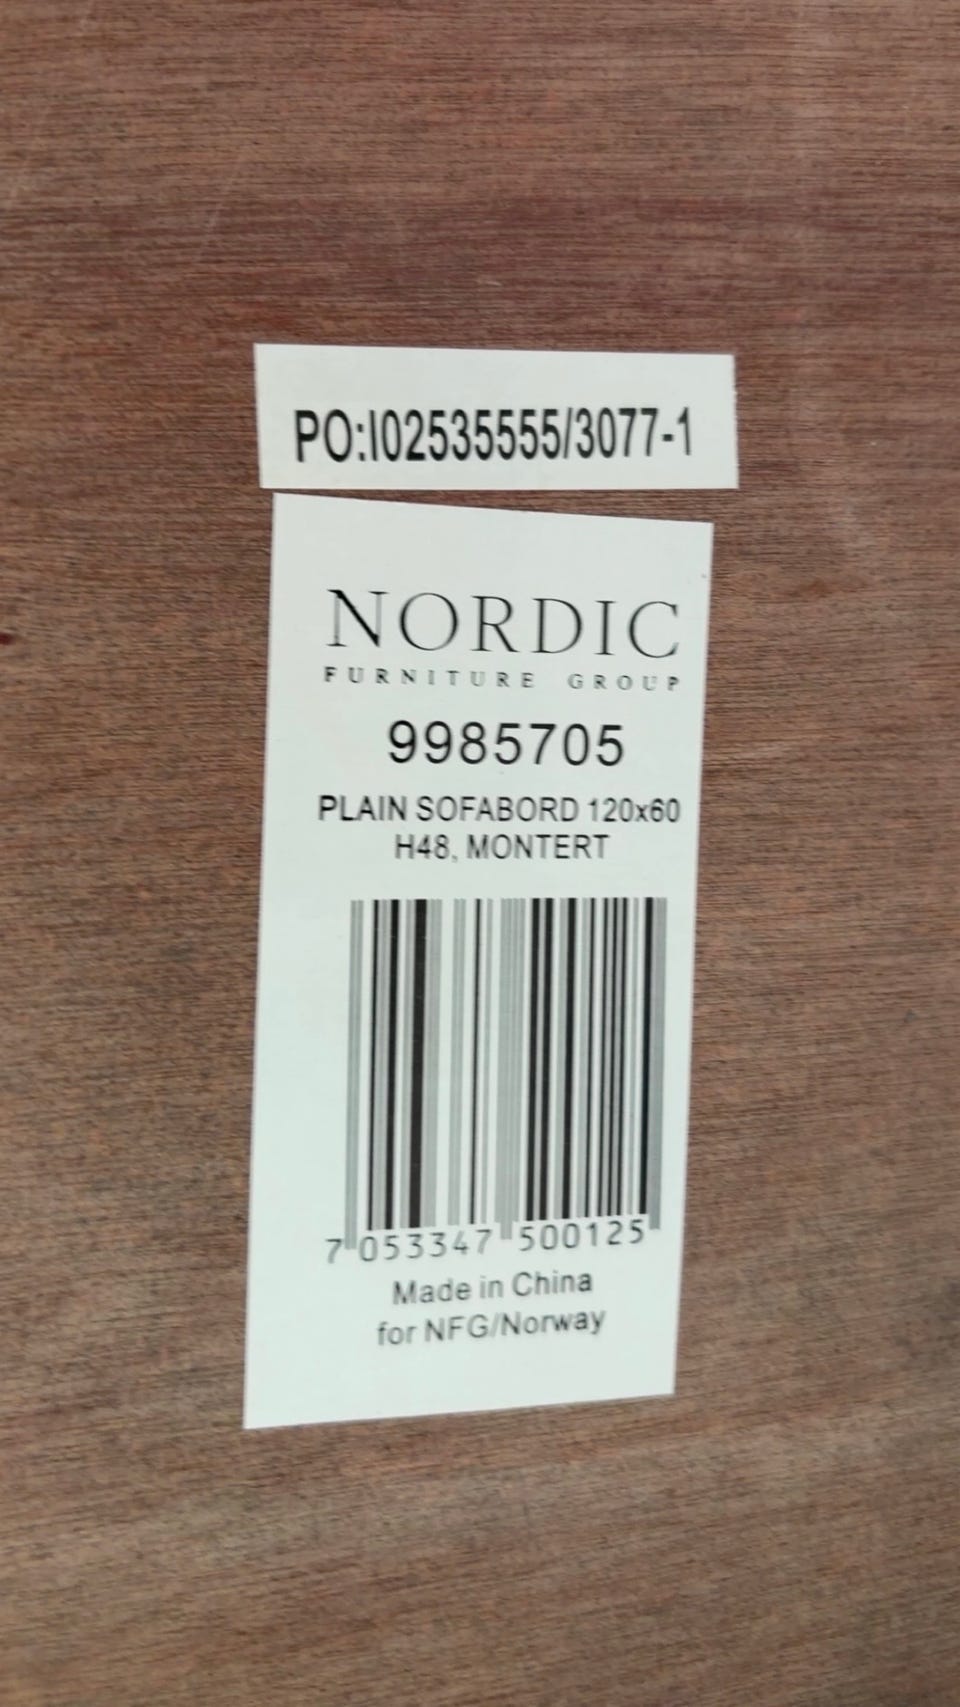 PO:I02535555/3077-1
NORDIC
FURNITURE GROUP
9985705
PLAIN SOFABORD 120x60
H48, MONTERT
7 053347 500125
Made in China
for NFG/Norway